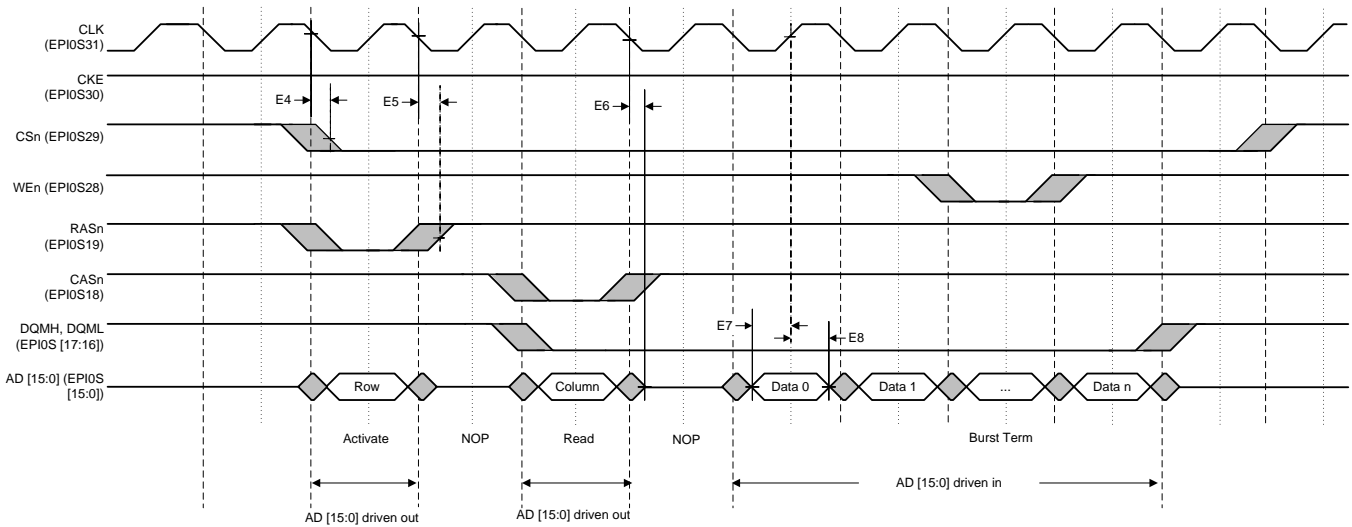 CLK
(EPI0S31)
CKE
(EPI0S30)
E4
E5
E6
CSn (EPI0S29)
WEn (EPI0S28)
RASn
(EPI0S19)
CASn
(EPI0S18)
DQMH, DQML
(EPI0S [17:16])
E7
E8
AD [15:0] (EPI0S
[15:0])
Row
Column
Data 0
Data 1
...
Data n
Activate
NOP
Read
NOP
Burst Term
AD [15:0] driven in
AD [15:0] driven out
AD [15:0] driven out